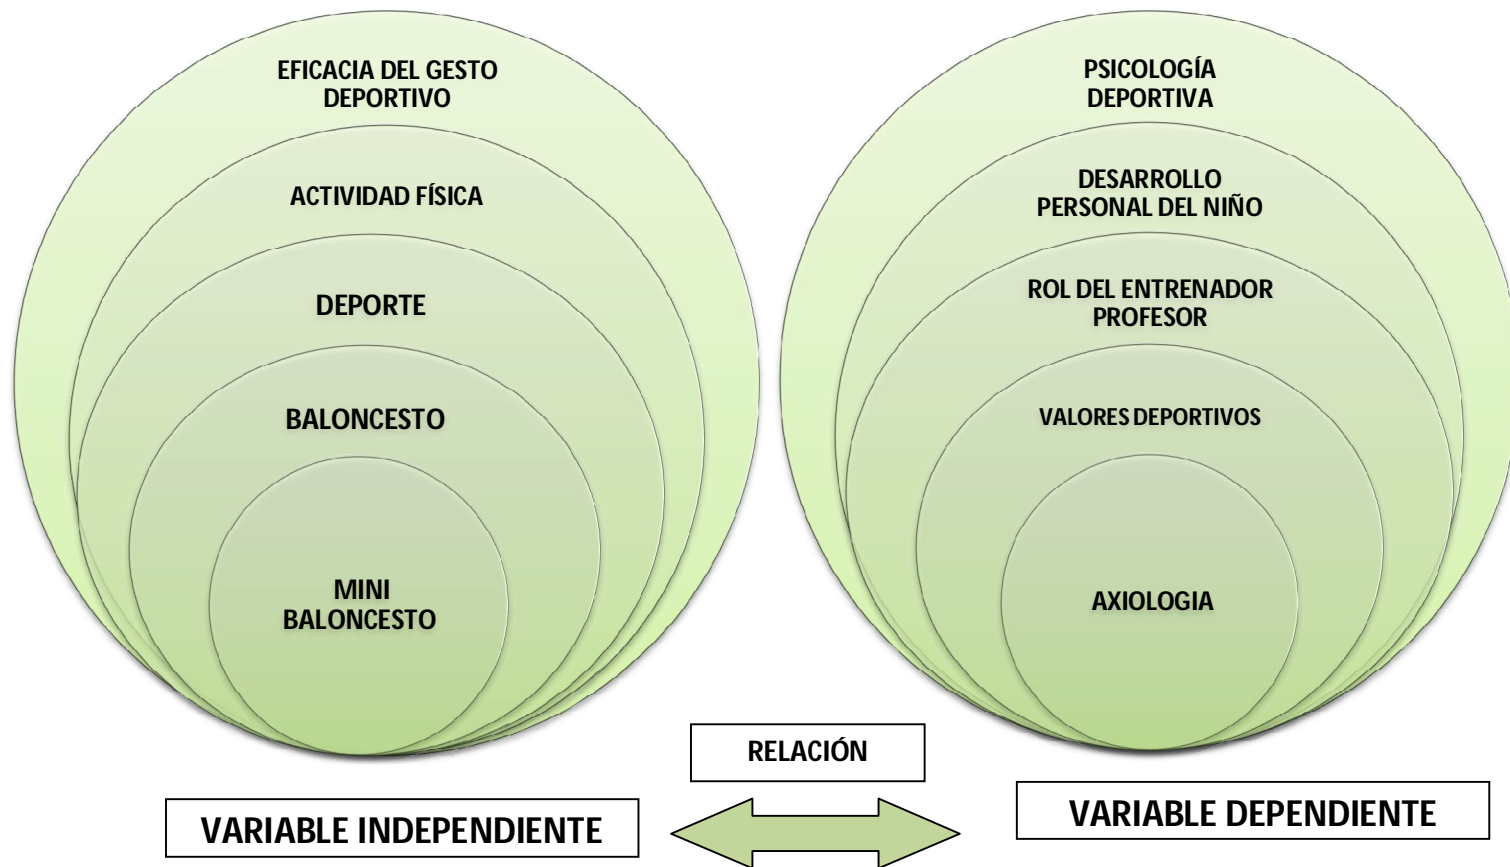 EFICACIA DEL GESTO
DEPORTIVO
ACTIVIDAD FÍSICA
DEPORTE
BALONCESTO
MINI
BALONCESTO
VARIABLE INDEPENDIENTE
RELACIÓN
PSICOLOGÍA
DEPORTIVA
DESARROLLO
PERSONAL DEL NIÑO
ROL DEL ENTRENADOR
PROFESOR
VALORES DEPORTIVOS
AXIOLOGIA
VARIABLE DEPENDIENTE